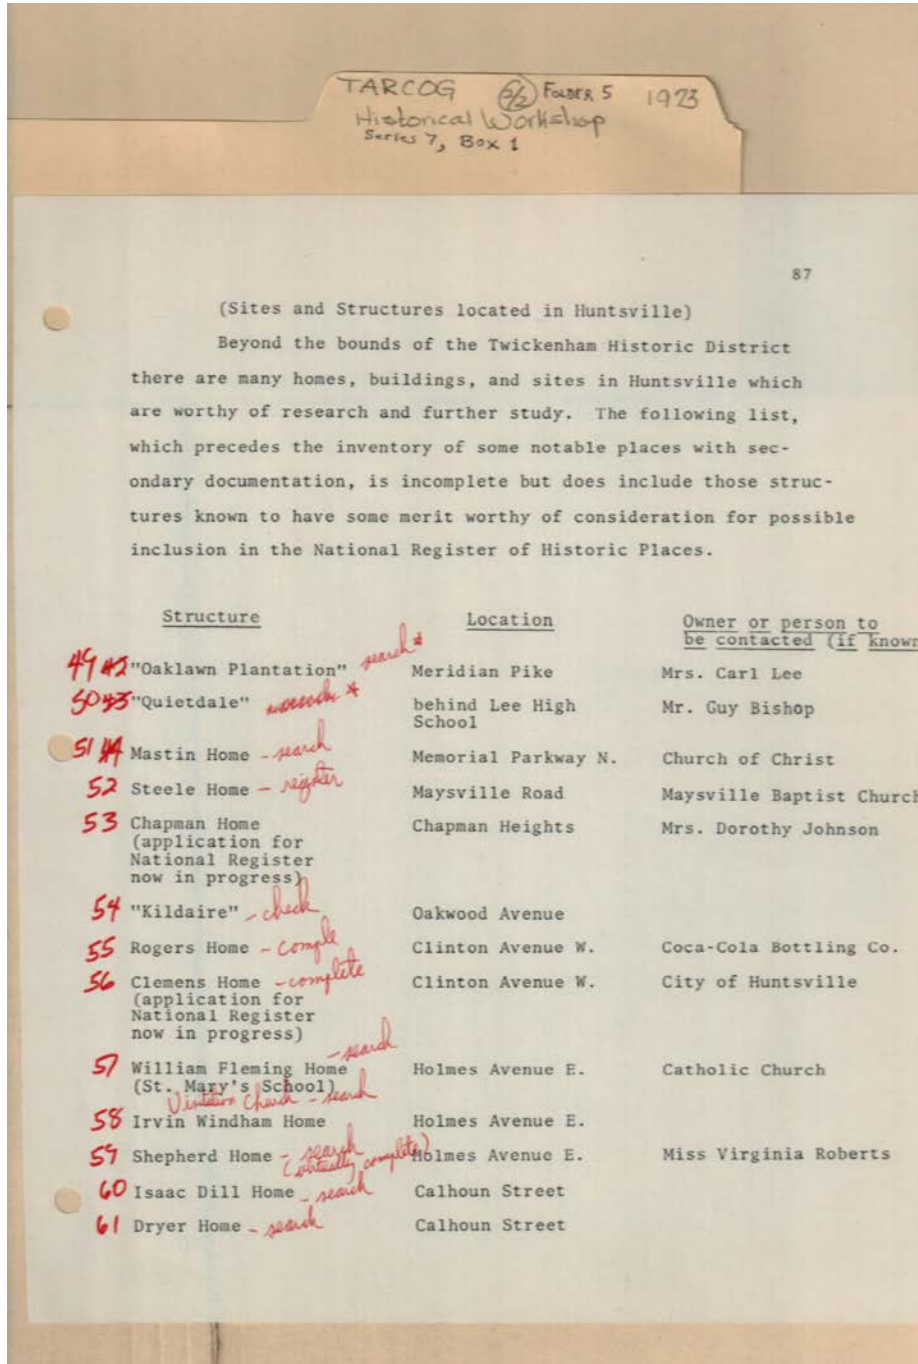 TARCOG 2/2 FOLDER 5 1973
Historical Workshop
Series 7, Box 1
87
(Sites and Structures located in Huntsville)
Beyond the bounds of the Twickenham Historic District
there are many homes, buildings, and sites in Huntsville which
are worthy of research and further study. The following list,
which precedes the inventory of some notable places with sec-
ondary documentation, is incomplete but does include those struc-
tures known to have some merit worthy of consideration for possible
inclusion in the National Register of Historic Places.
Structure Location Owner or person to
be contacted (if known
49 42 "Oaklawn Plantation" search* Meridian Pike Mrs. Carl Lee
50 43 "Quietdale" * behind Lee High Mr. Guy Bishop
School
51 44 Mastin Home - search Memorial Parkway N. Church of Christ
52 Steele Home - register Maysville Road Maysville Baptist Church
53 Chapman Home Chapman Heights Mrs. Dorothy Johnson
(application for
National Register
now in progress)
54 "Kildaire" - check Oakwood Avenue
55 Rogers Home - comple Clinton Avenue W. Coca-Cola Bottling Co.
56 Clemens Home - complete Clinton Avenue W. City of Huntsville
(application for
National Register
now in progress)
- search
57 William Fleming Home Holmes Avenue E. Catholic Church
(St. Mary's School)
Visitation Church - search
58 Irvin Windham Home Holmes Avenue E.
59 Shepherd Home - search Holmes Avenue E. Miss Virginia Roberts
(virtually complete)
60 Isaac Dill Home - search Calhoun Street
61 Dryer Home - search Calhoun Street